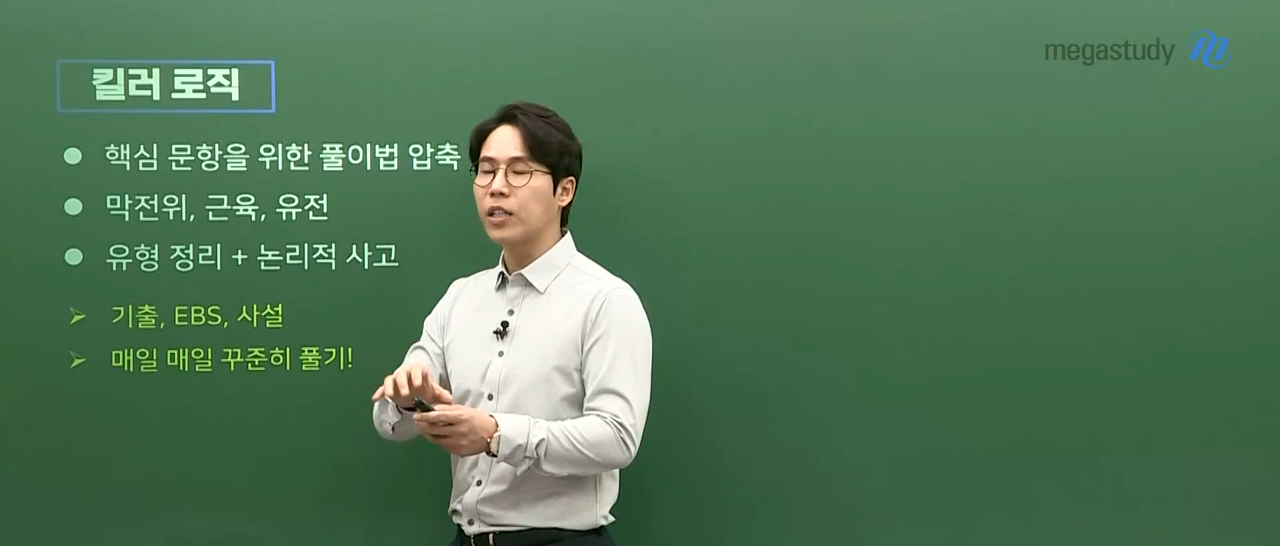 megastudy
킬러 로직
● 핵심 문항을 위한 풀이법 압축
● 막전위, 근육, 유전
● 유형 정리 + 논리적 사고
➢ 기출, EBS, 사설
➢ 매일 매일 꾸준히 풀기!